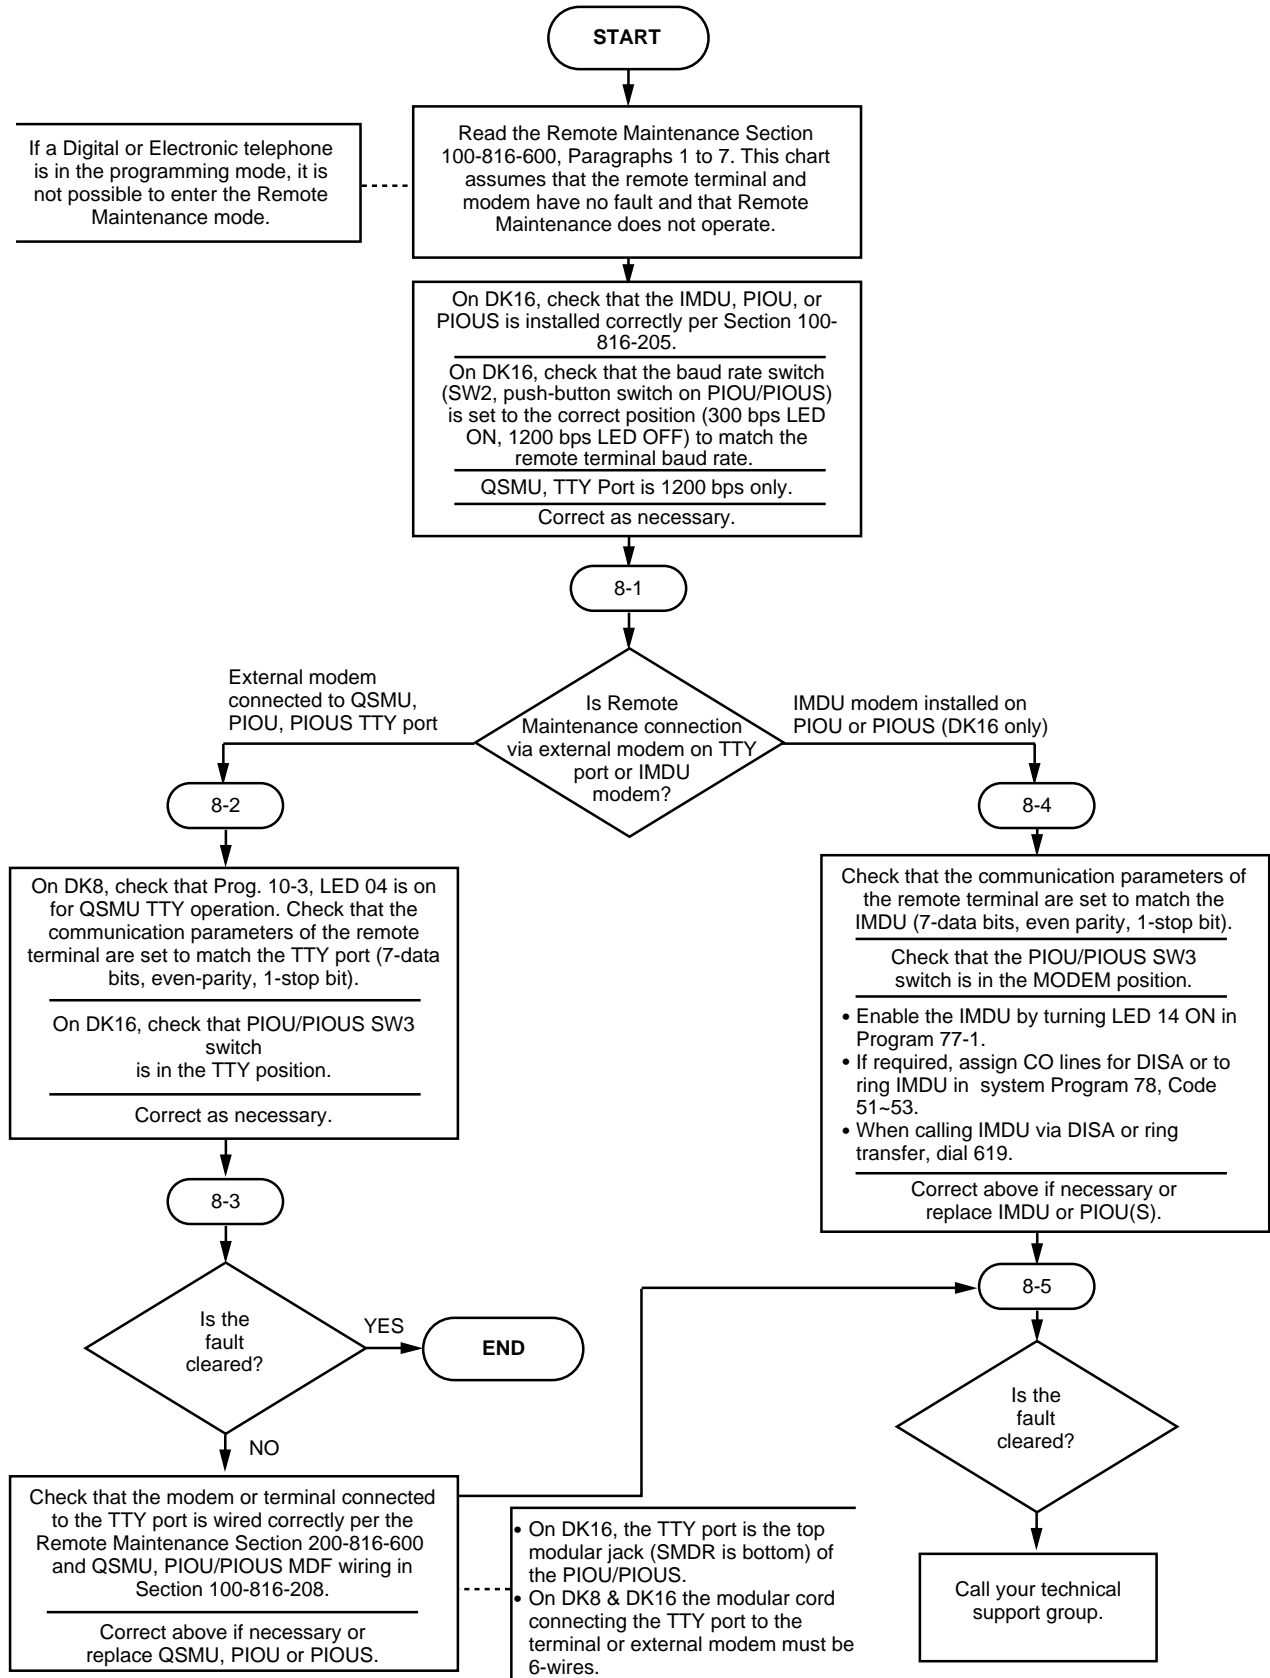 START
If a Digital or Electronic telephone
is in the programming mode, it is
not possible to enter the Remote
Maintenance mode.
Read the Remote Maintenance Section
100-816-600, Paragraphs 1 to 7. This chart
assumes that the remote terminal and
modem have no fault and that Remote
Maintenance does not operate.
On DK16, check that the IMDU, PIOU, or
PIOUS is installed correctly per Section 100-
816-205.
On DK16, check that the baud rate switch
(SW2, push-button switch on PIOU/PIOUS)
is set to the correct position (300 bps LED
ON, 1200 bps LED OFF) to match the
remote terminal baud rate.
QSMU, TTY Port is 1200 bps only.
Correct as necessary.
8-1
External modem
connected to QSMU,
PIOU, PIOUS TTY port
Is Remote
Maintenance connection
via external modem on TTY
port or IMDU
modem?
IMDU modem installed on
PIOU or PIOUS (DK16 only)
8-2
On DK8, check that Prog. 10-3, LED 04 is on
for QSMU TTY operation. Check that the
communication parameters of the remote
terminal are set to match the TTY port (7-data
bits, even-parity, 1-stop bit).
On DK16, check that PIOU/PIOUS SW3
switch
is in the TTY position.
Correct as necessary.
8-3
Is the
fault
cleared?
YES
END
NO
Check that the modem or terminal connected
to the TTY port is wired correctly per the
Remote Maintenance Section 200-816-600
and QSMU, PIOU/PIOUS MDF wiring in
Section 100-816-208.
Correct above if necessary or
replace QSMU, PIOU or PIOUS.
• On DK16, the TTY port is the top
modular jack (SMDR is bottom) of
the PIOU/PIOUS.
• On DK8 & DK16 the modular cord
connecting the TTY port to the
terminal or external modem must be
6-wires.
8-4
Check that the communication parameters of
the remote terminal are set to match the
IMDU (7-data bits, even parity, 1-stop bit).
Check that the PIOU/PIOUS SW3
switch is in the MODEM position.
• Enable the IMDU by turning LED 14 ON in
Program 77-1.
• If required, assign CO lines for DISA or to
ring IMDU in system Program 78, Code
51~53.
• When calling IMDU via DISA or ring
transfer, dial 619.
Correct above if necessary or
replace IMDU or PIOU(S).
8-5
Is the
fault
cleared?
Call your technical
support group.